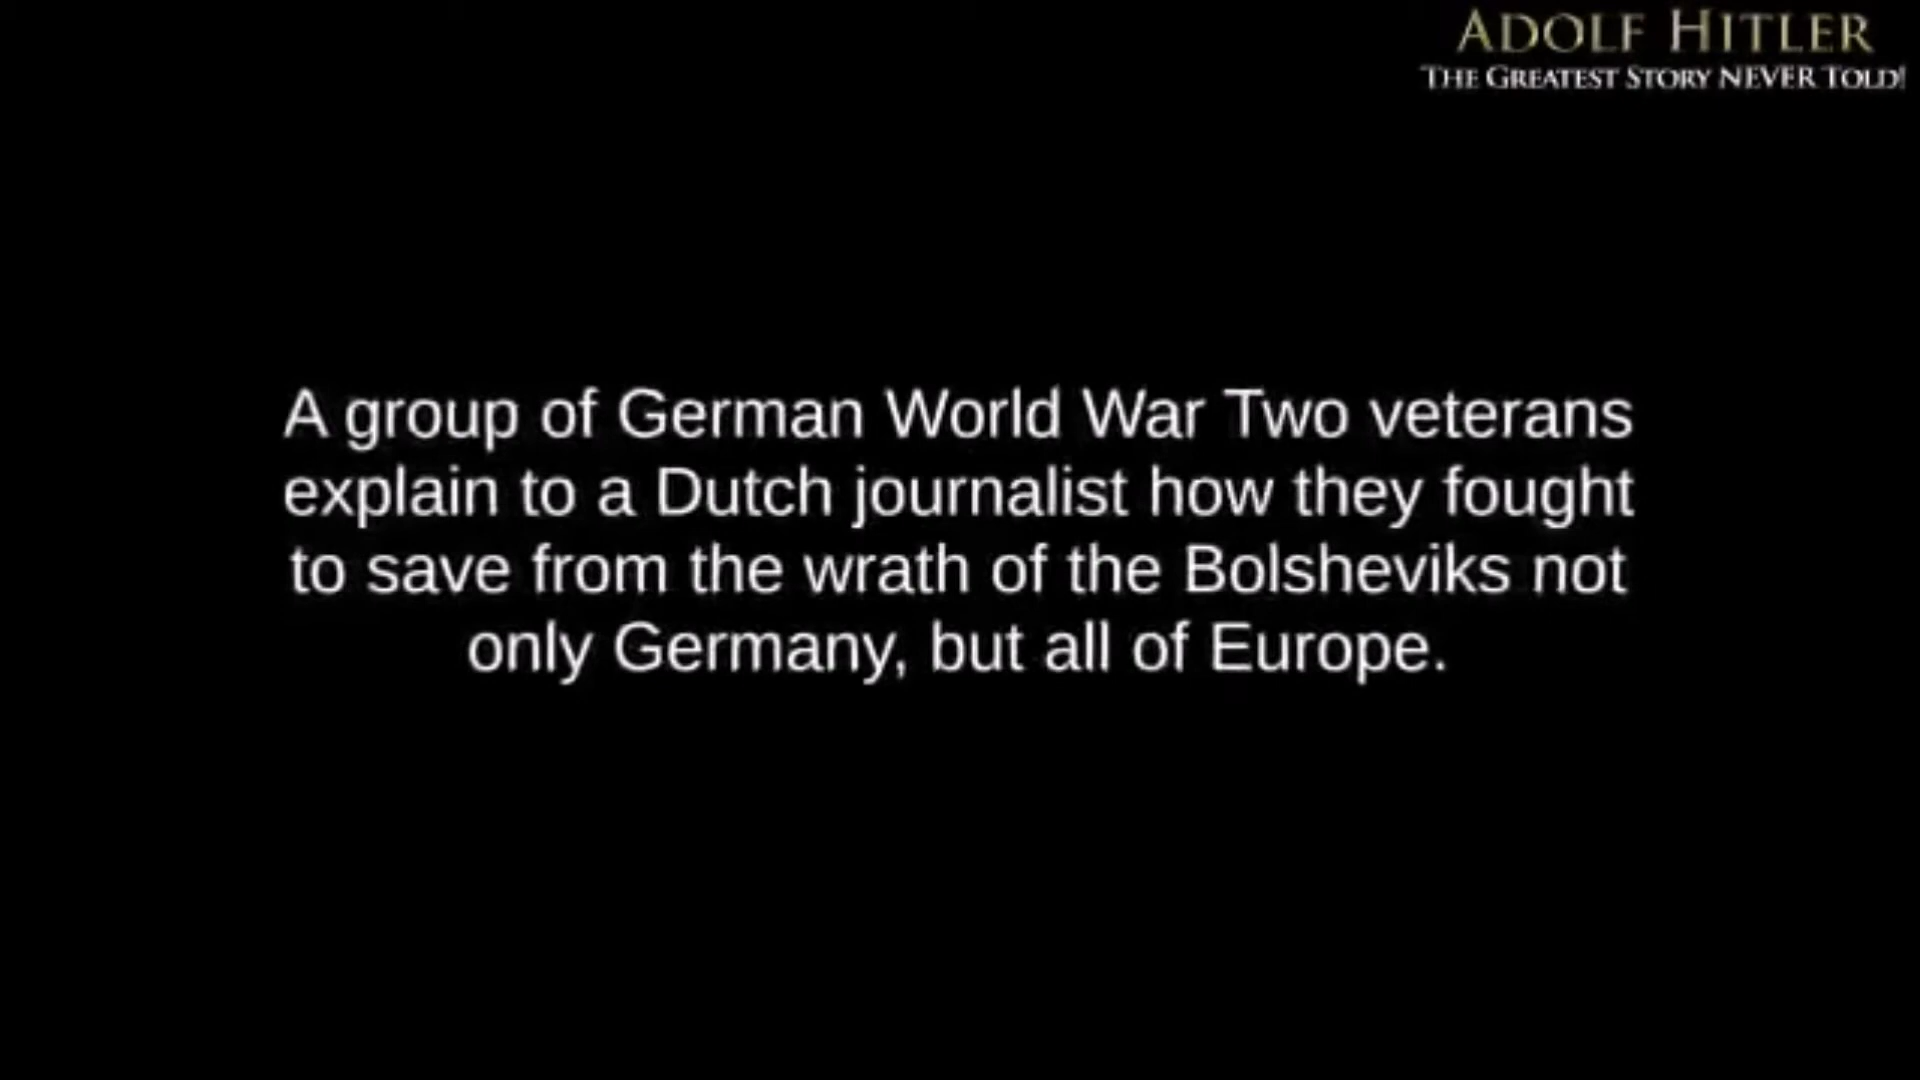 ADOLF HITLER
THE GREATEST STORY NEVER TOLD!
A group of German World War Two veterans
explain to a Dutch journalist how they fought
to save from the wrath of the Bolsheviks not
only Germany, but all of Europe.